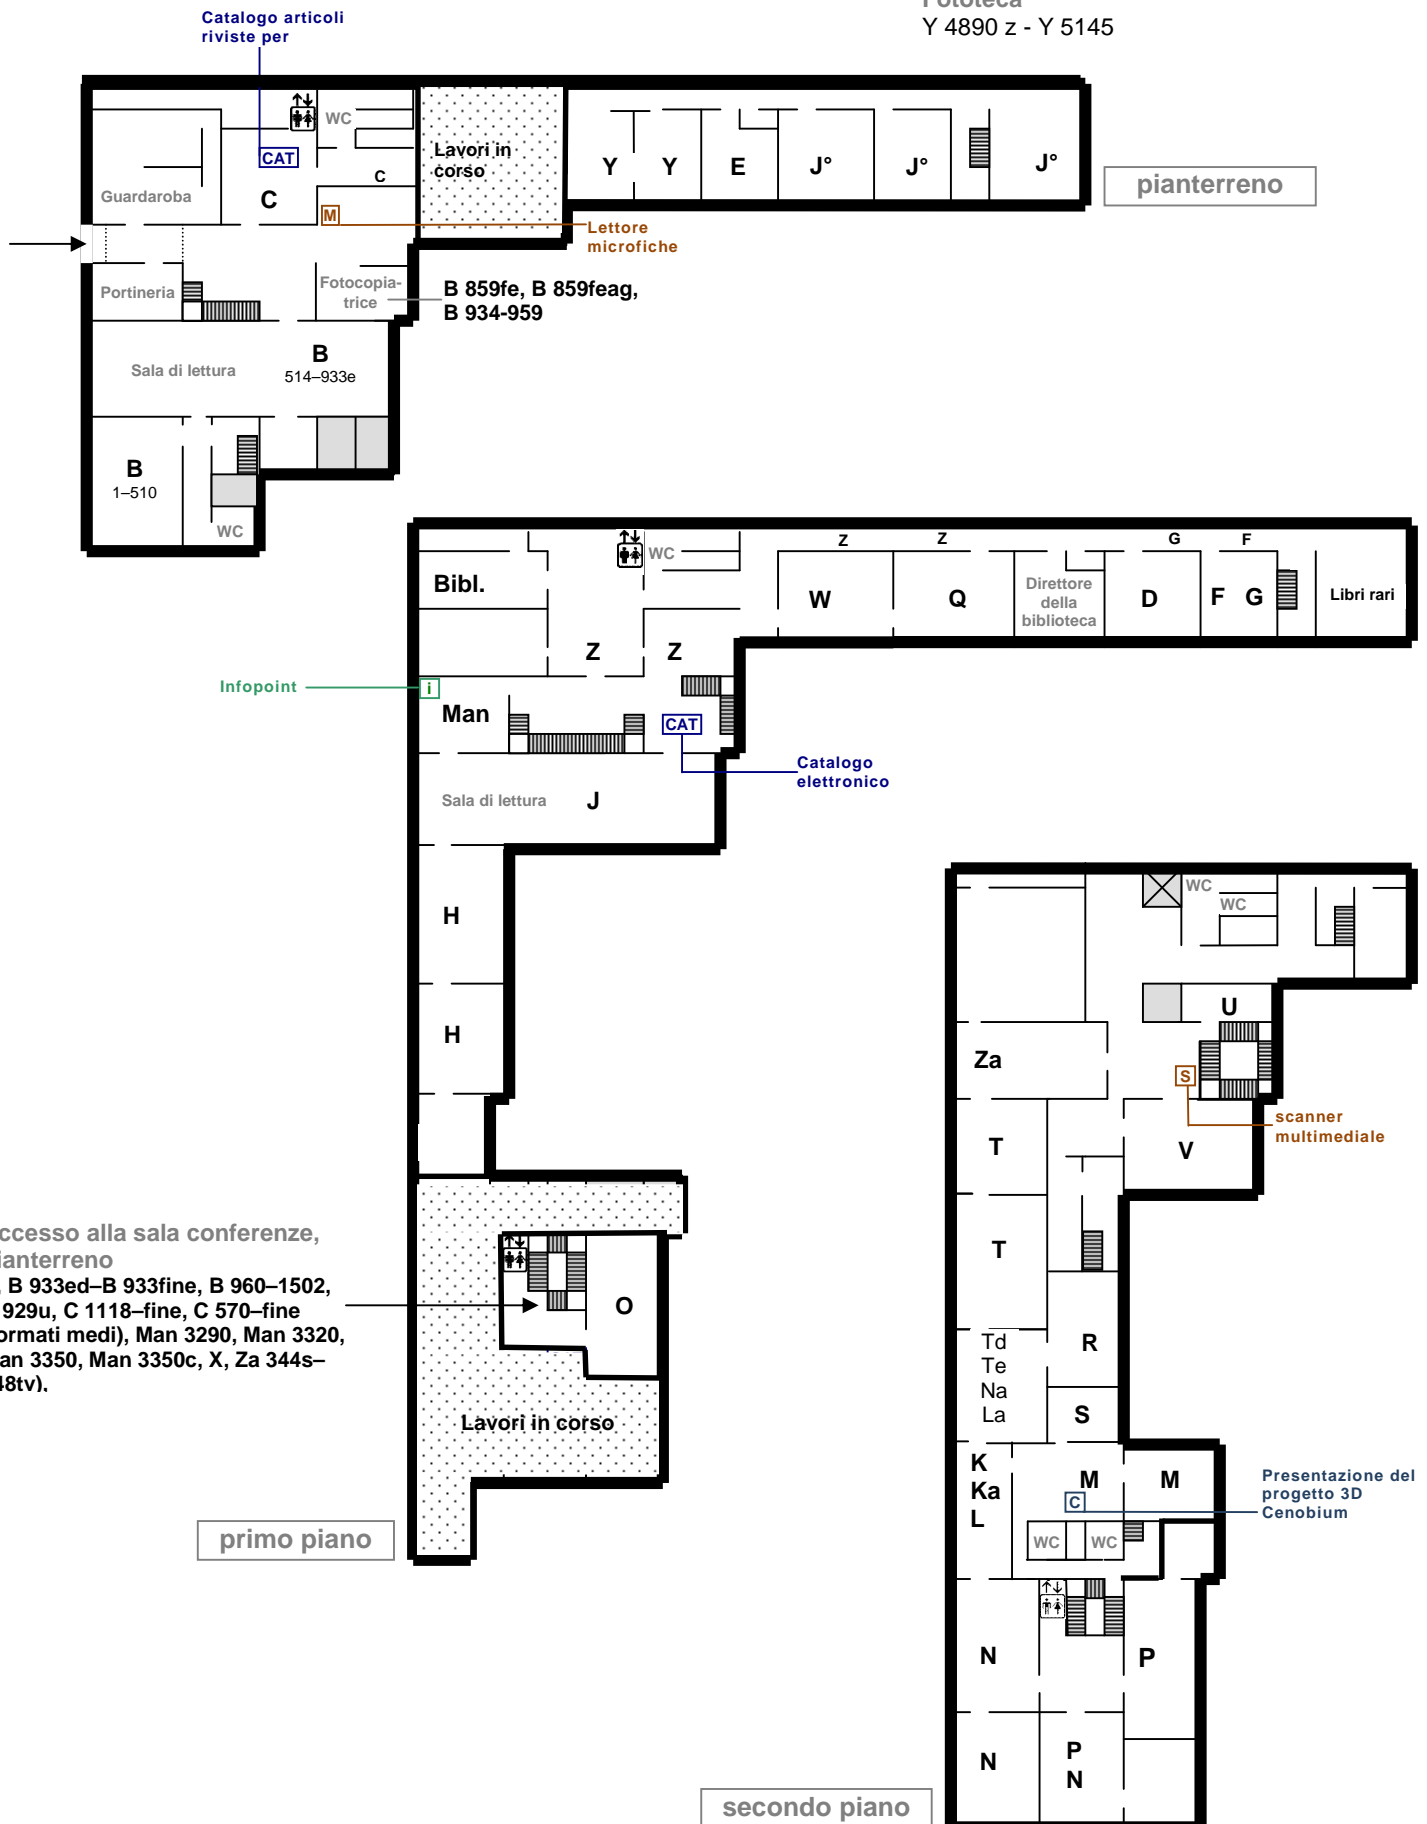 Fototeca
Y 4890 z - Y 5145
Catalogo articoli
riviste per
WC
CAT
C
Guardaroba
C
M
Lavori in
corso
Y
Y
E
J°
J°
J°
pianterreno
Lettore
microfiche
Portineria
Fotocopia-
trice
B 859fe, B 859feag,
B 934-959
Sala di lettura
B
514–933e
B
1–510
WC
Bibl.
WC
Z
Z
G
F
W
Q
Direttore
della
biblioteca
D
F
G
Libri rari
Z
Z
Infopoint
i
Man
CAT
Catalogo
elettronico
Sala di lettura
J
H
H
ccesso alla sala conferenze,
ianterreno
, B 933ed–B 933fine, B 960–1502,
929u, C 1118–fine, C 570–fine
ormati medi), Man 3290, Man 3320,
an 3350, Man 3350c, X, Za 344s–
48tv),
O
Lavori in corso
primo piano
WC
WC
U
Za
S
scanner
multimediale
T
V
T
Td
Te
Na
La
R
S
K
Ka
L
M
M
C
Presentazione del
progetto 3D
Cenobium
WC
WC
N
P
N
P
N
secondo piano